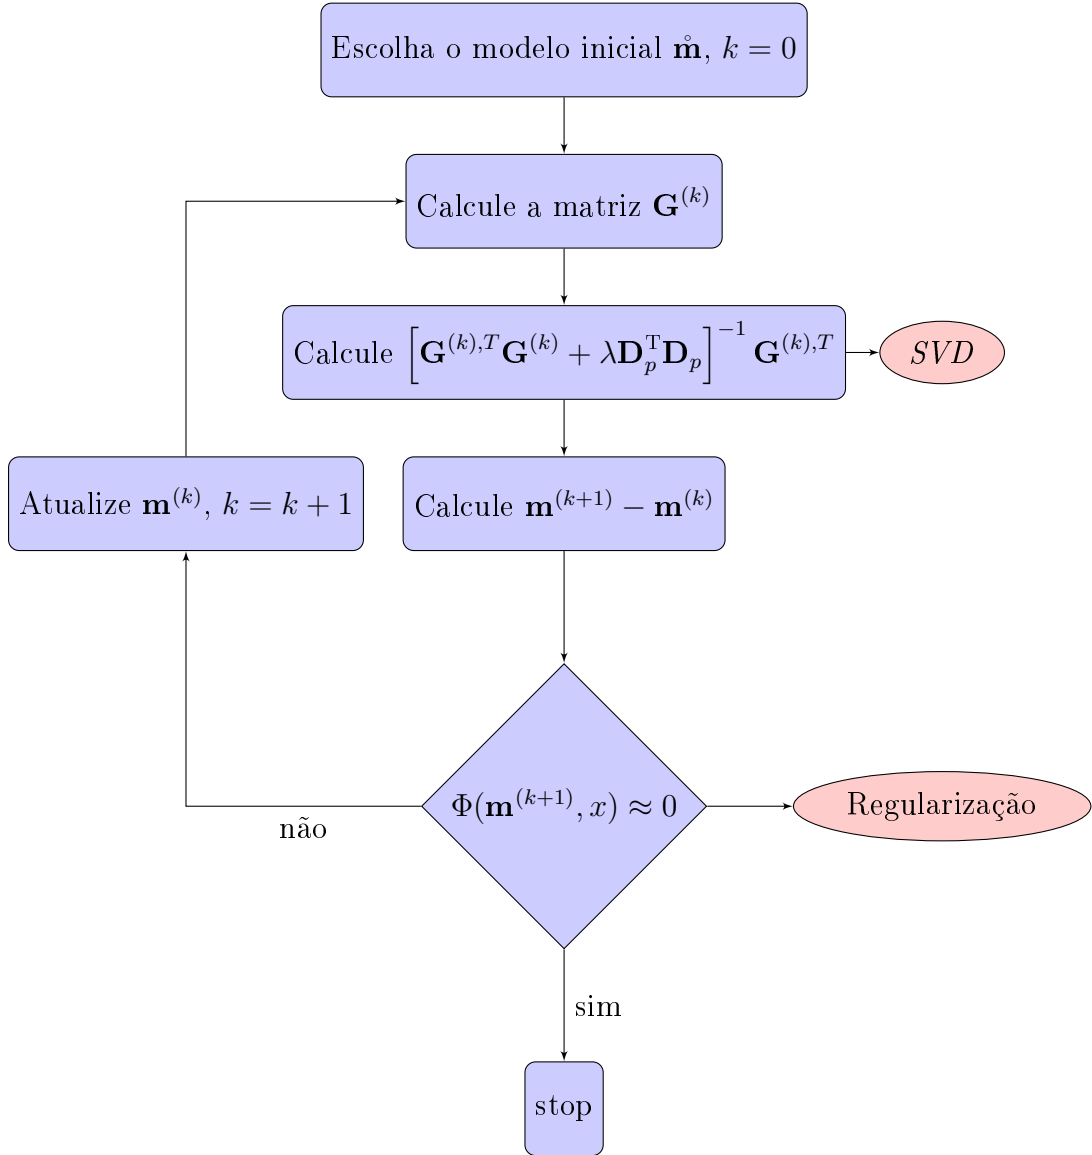 Escolha o modelo inicial m̊, k = 0
Calcule a matriz G^(k)
Calcule [G^(k),T G^(k) + λD_p^T D_p]^−1 G^(k),T
SVD
Atualize m^(k), k = k + 1
Calcule m^(k+1) − m^(k)
Φ(m^(k+1), x) ≈ 0
Regularização
não
sim
stop